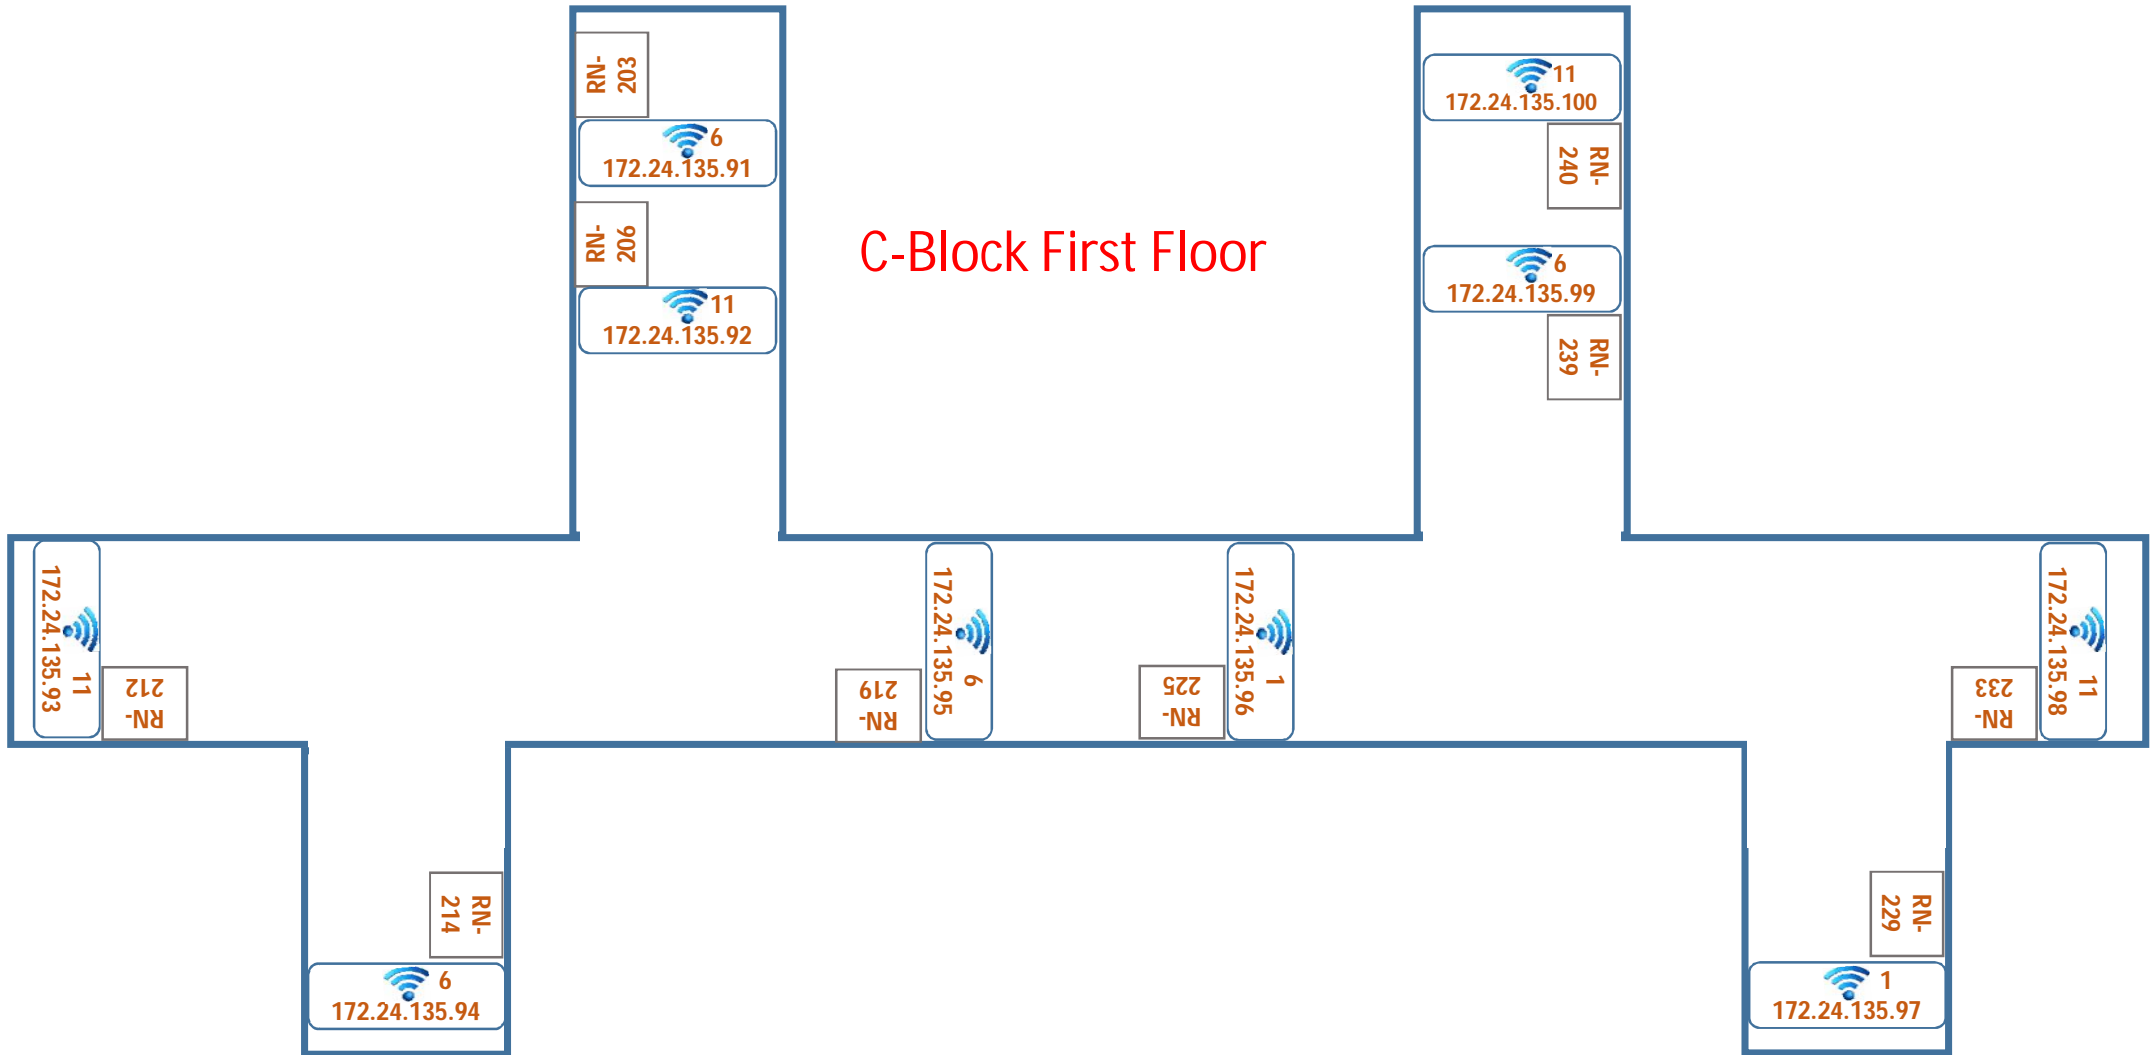 RN-
203
6
172.24.135.91
RN-
206
11
172.24.135.92
C-Block First Floor
11
172.24.135.100
RN-
240
6
172.24.135.99
RN-
239
172.24.135.93
11
RN-
212
172.24.135.95
6
RN-
219
172.24.135.96
1
RN-
225
172.24.135.98
11
RN-
233
RN-
214
6
172.24.135.94
RN-
229
1
172.24.135.97